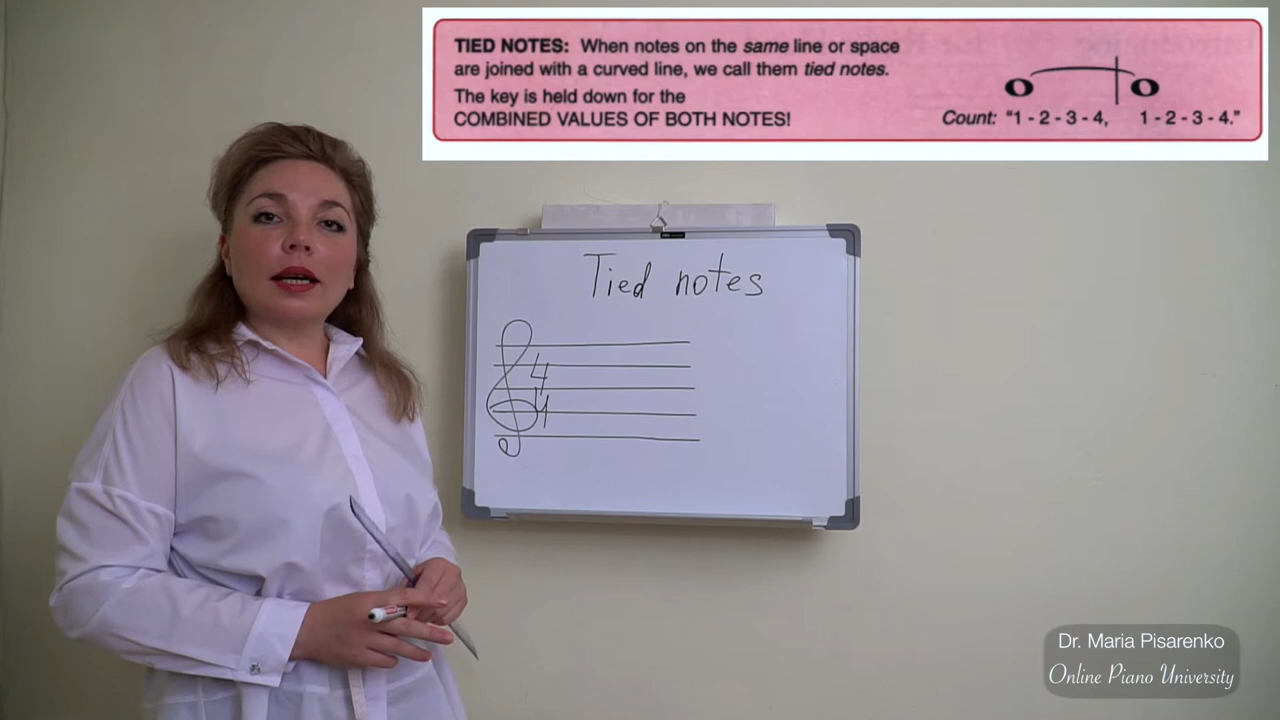 TIED NOTES: When notes on the same line or space
are joined with a curved line, we call them tied notes.
The key is held down for the
COMBINED VALUES OF BOTH NOTES!
Count: “1 - 2 - 3 - 4, 1 - 2 - 3 - 4.”
Tied notes
4
4
Dr. Maria Pisarenko
Online Piano University